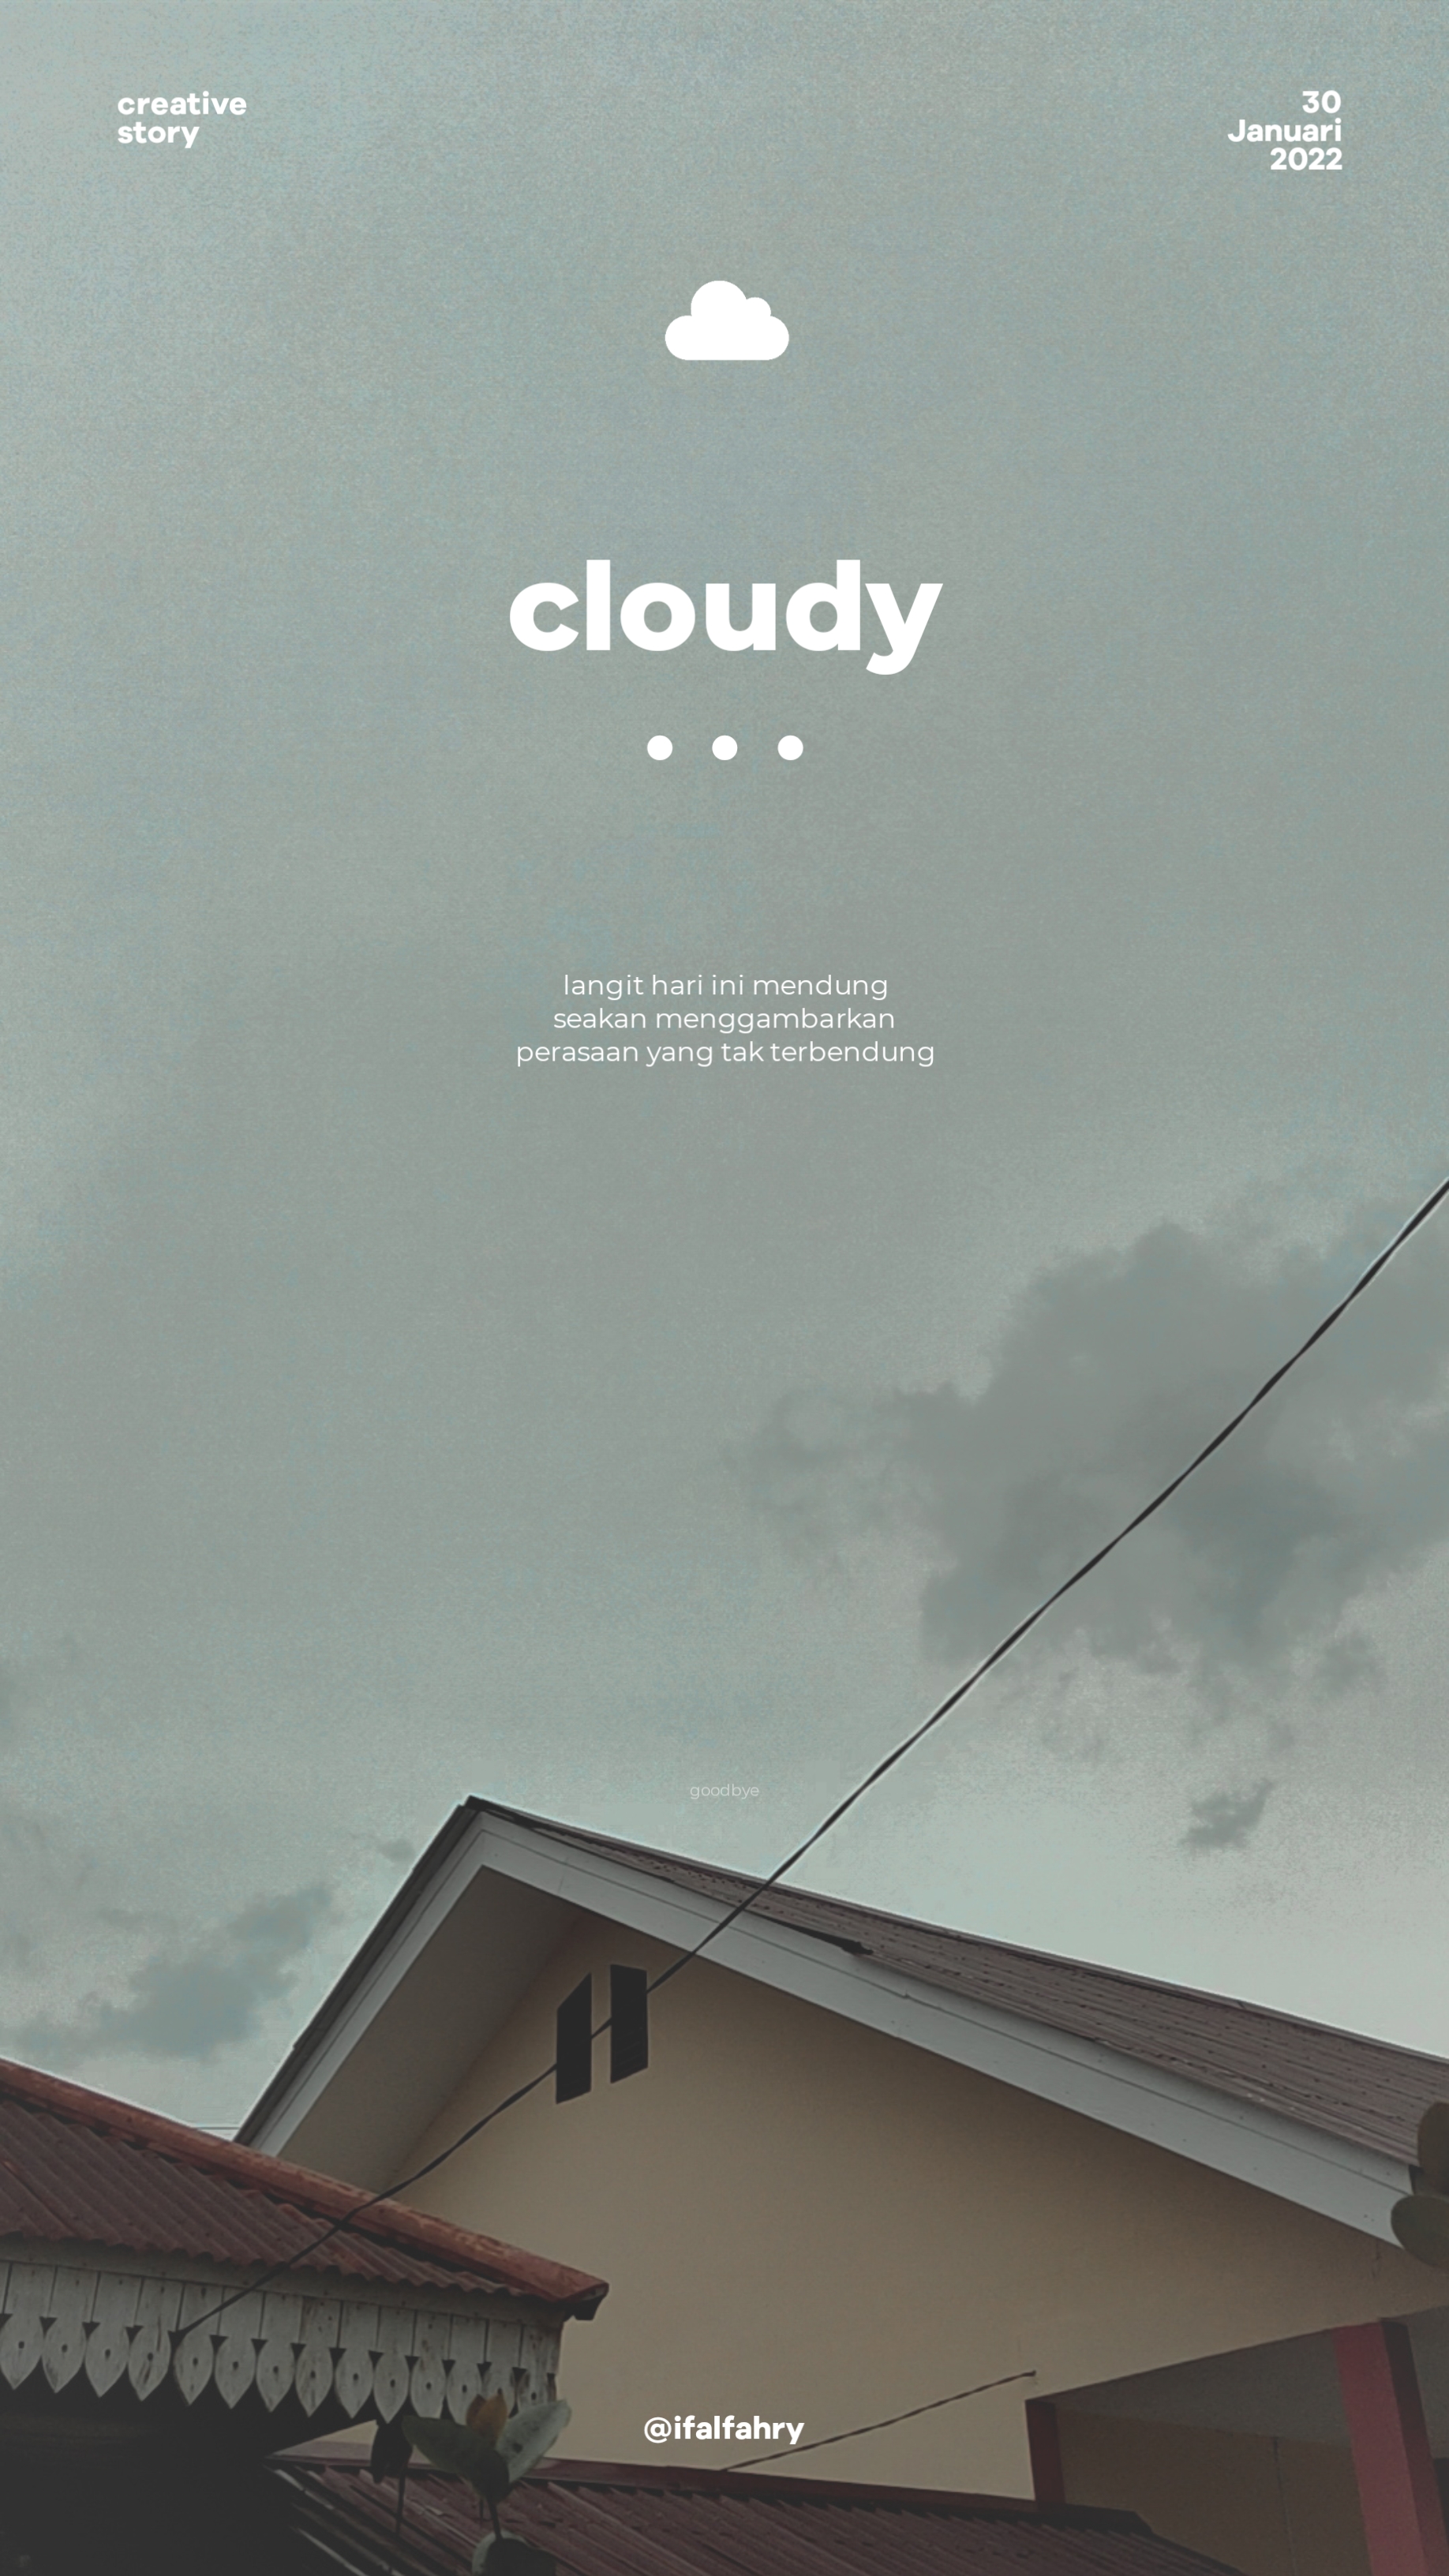 creative
story
30
Januari
2022
cloudy
• • •
langit hari ini mendung
seakan menggambarkan
perasaan yang tak terbendung
goodbye
@ifalfahry